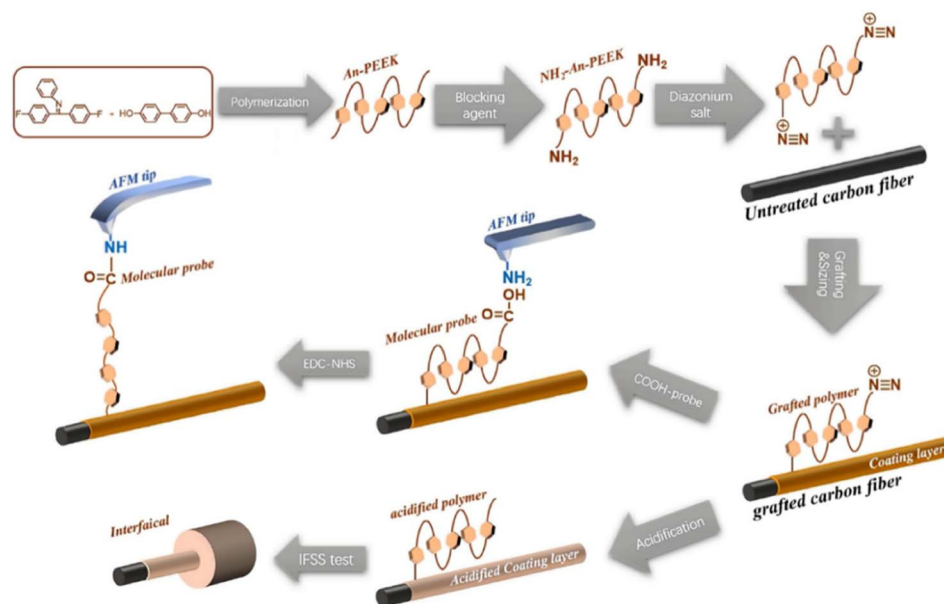 N
F
F
+
HO
OH
Polymerization
An-PEEK
Blocking
agent
NH₂-An-PEEK
NH₂
NH₂
Diazonium
salt
N≡N
⊕
⊕
N≡N
+
Untreated carbon fiber
Grafting
&Sizing
AFM tip
NH
O=C
Molecular probe
AFM tip
NH₂
OH
O=C
Molecular probe
EDC-NHS
COOH-probe
⊕
N≡N
Grafted polymer
Coating layer
grafted carbon fiber
Acidification
acidified polymer
Acidified Coating layer
IFSS test
Interfaical